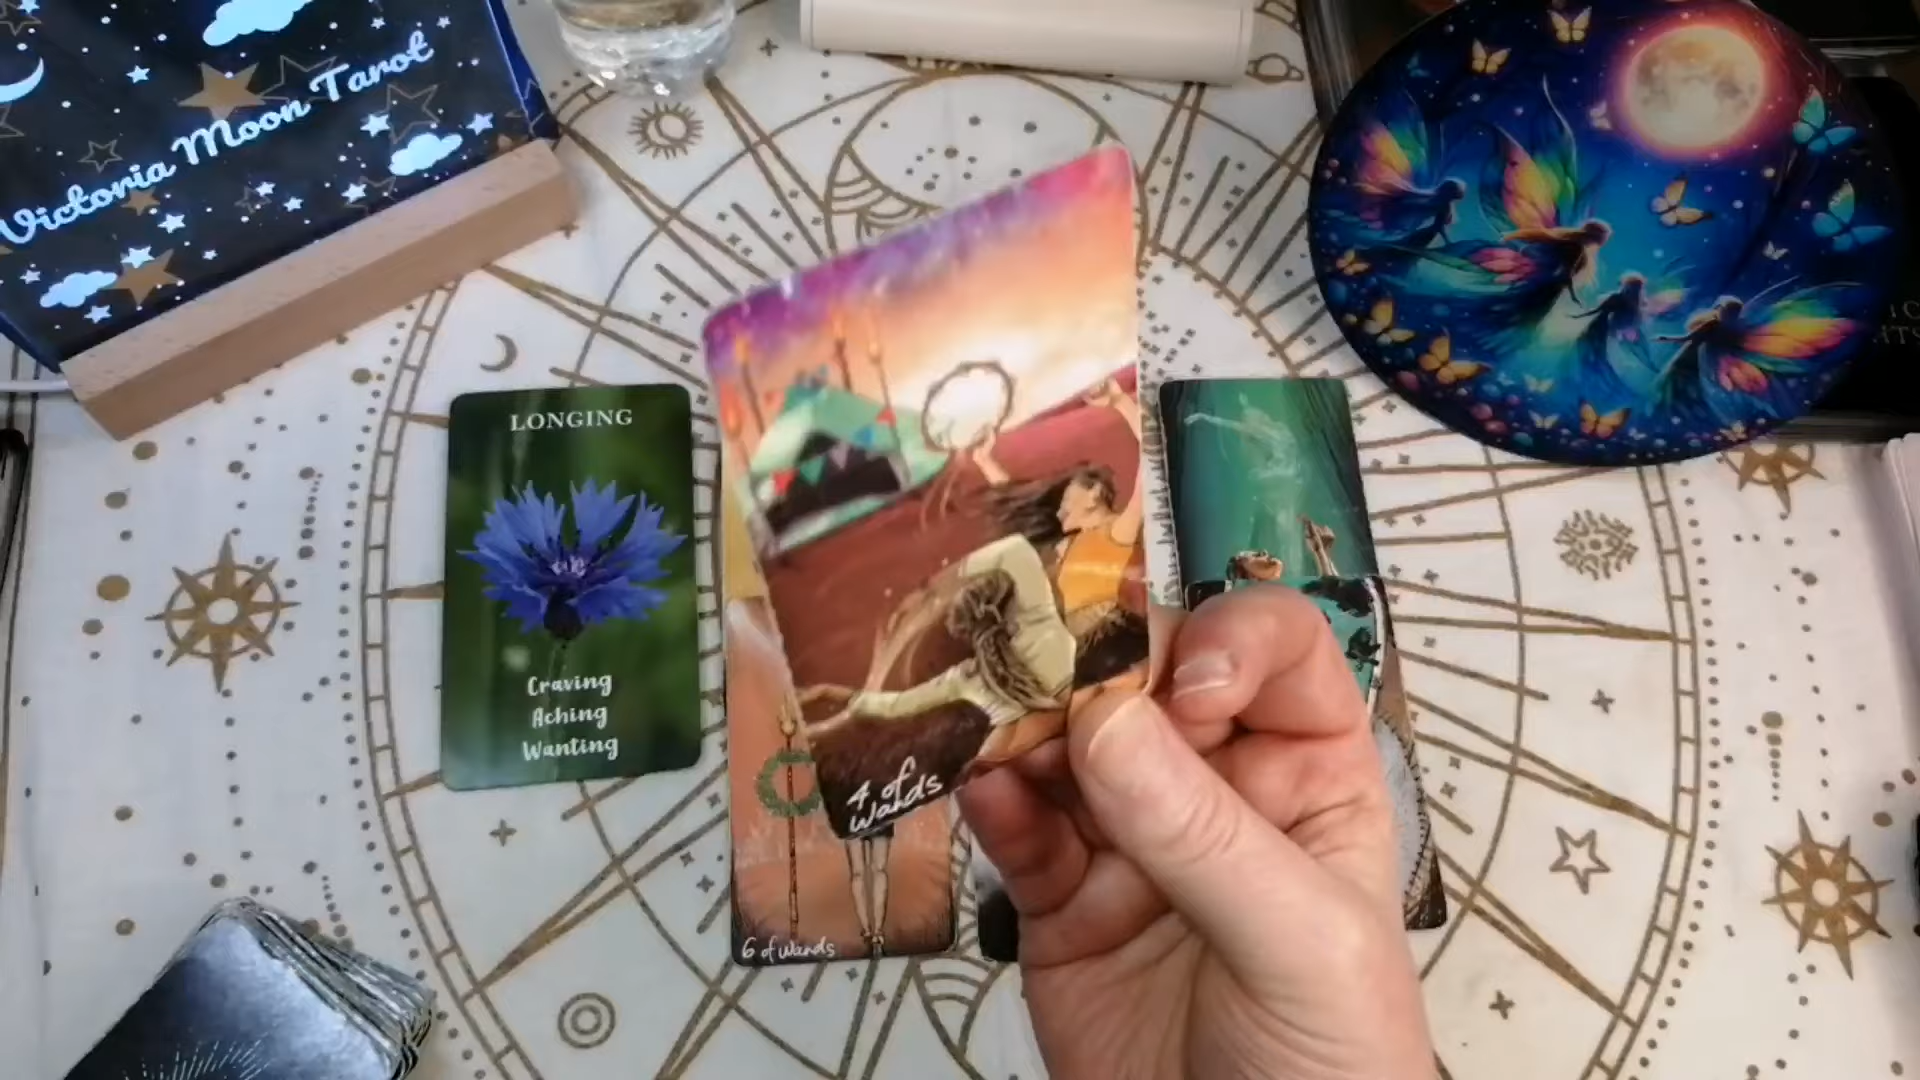 Victoria Moon Tarot
LONGING
Craving
Aching
Wanting
4 of
Wands
6 of Wands